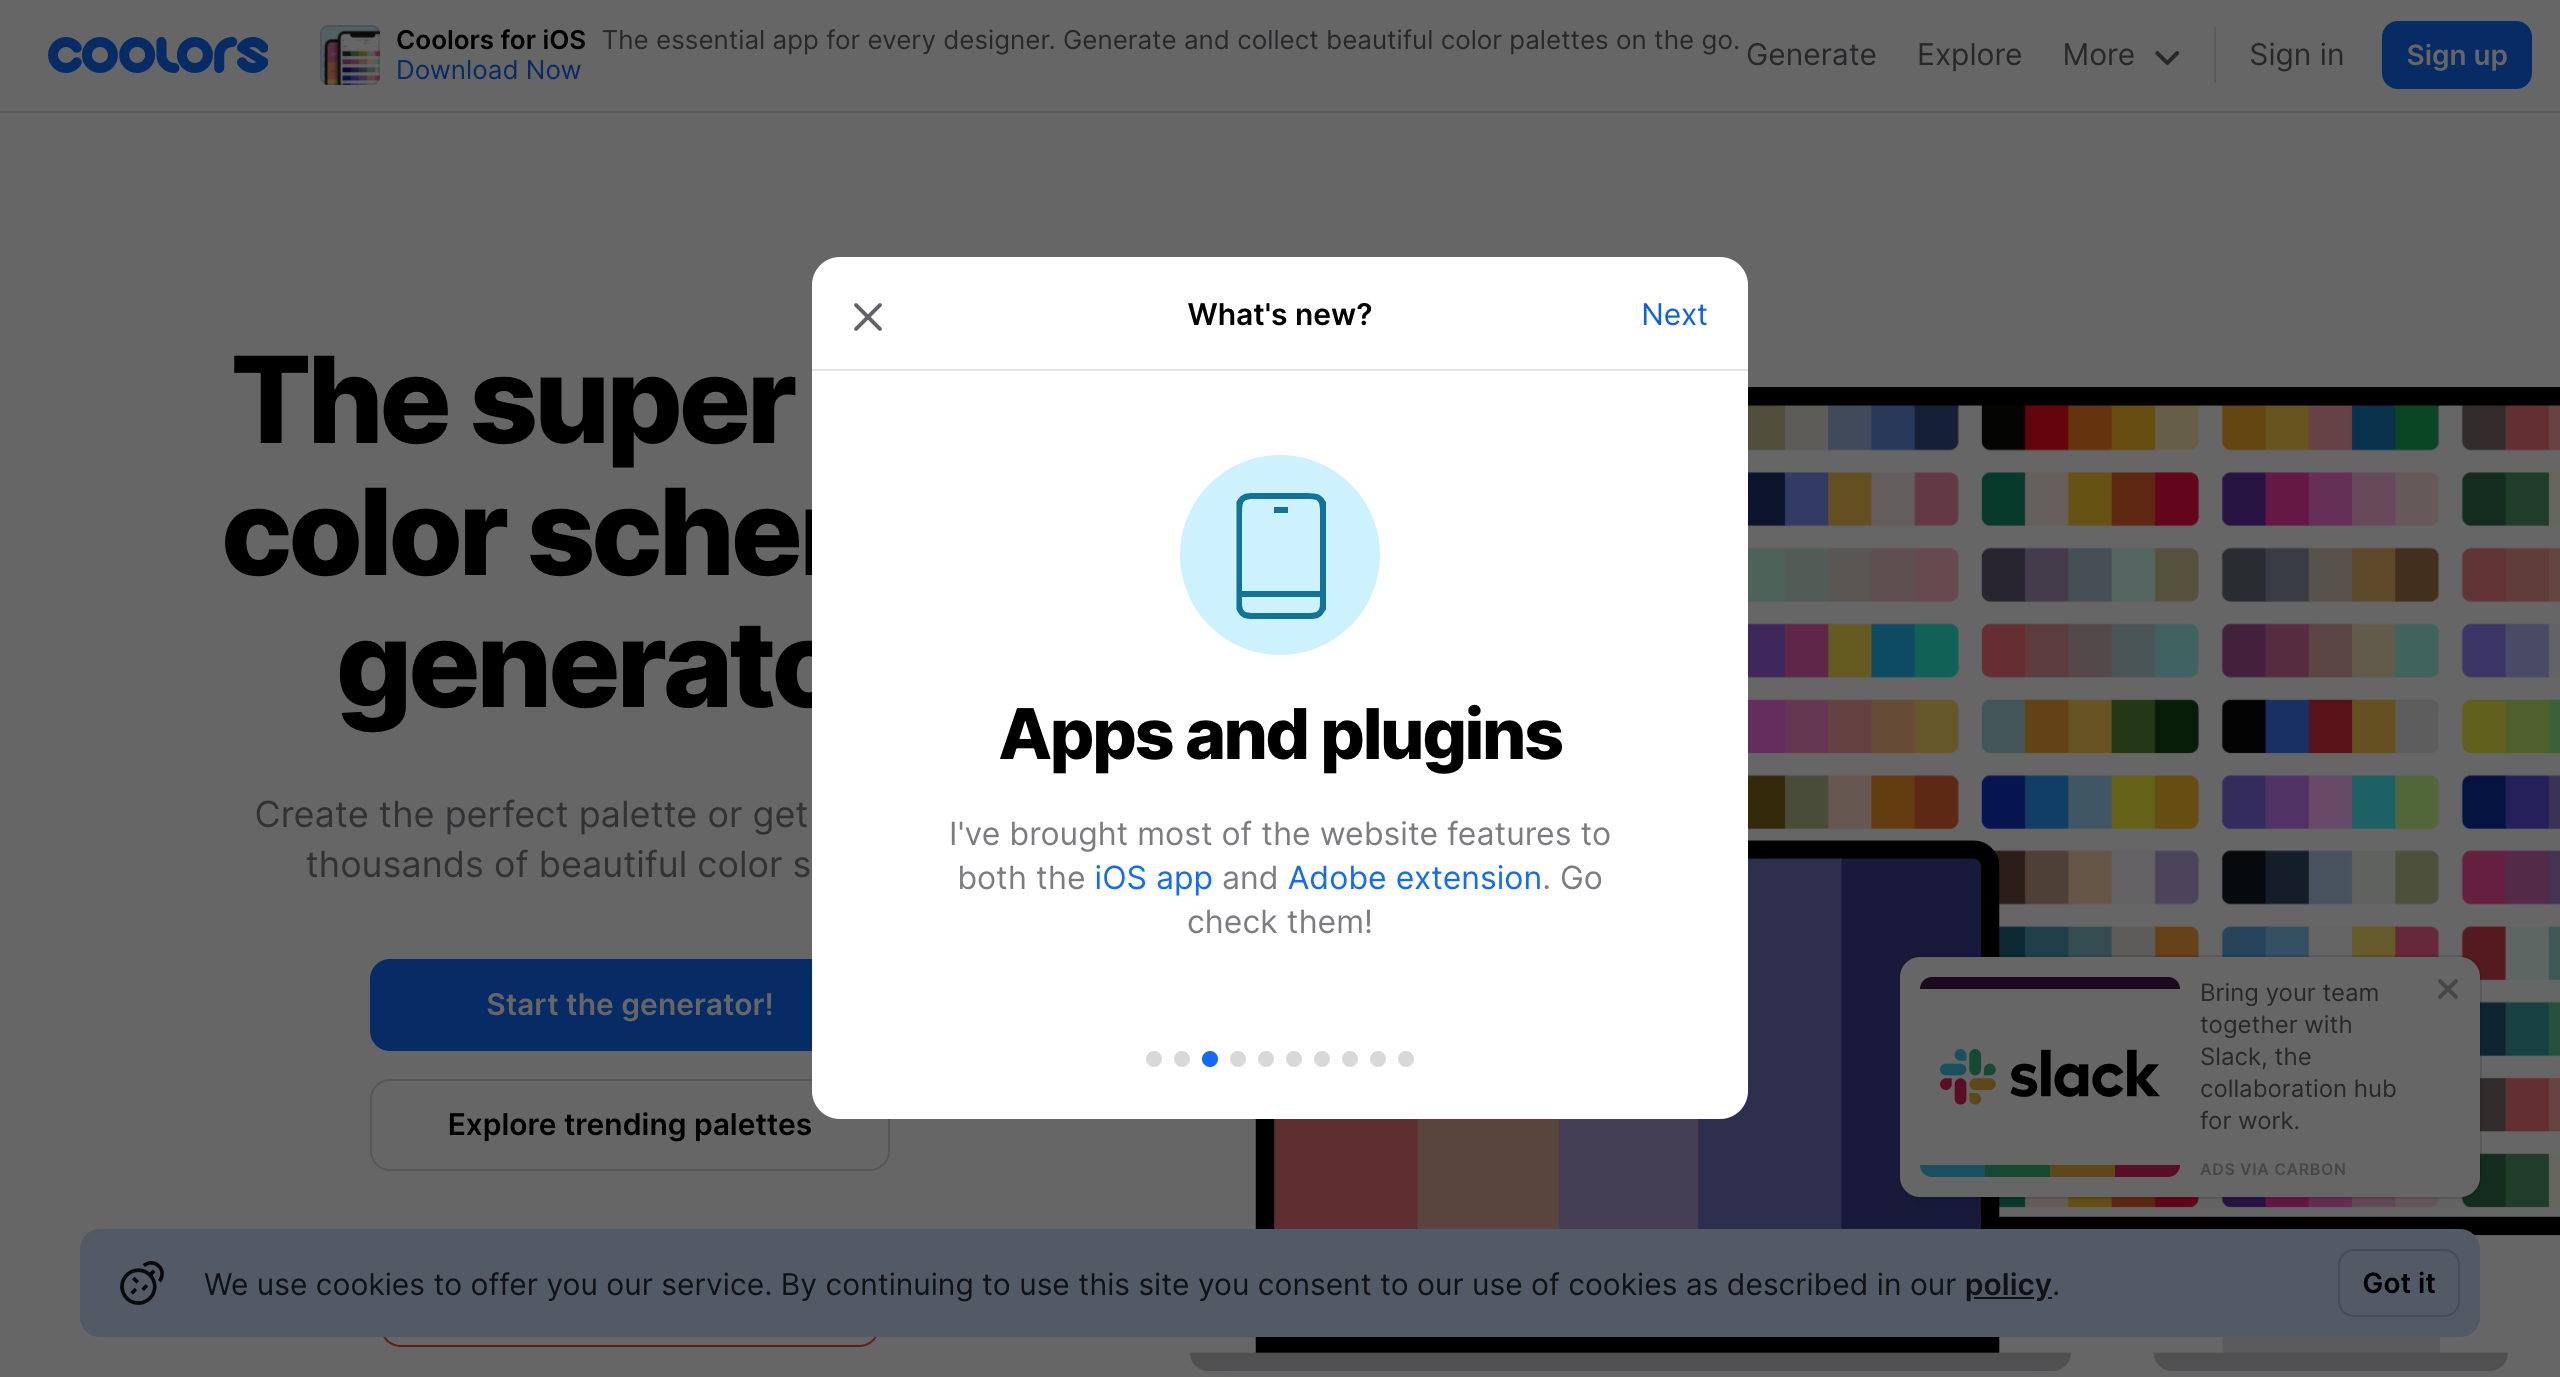 coolors
Coolors for iOS The essential app for every designer. Generate and collect beautiful color palettes on the go.
Download Now
Generate
Explore
More
Sign in
Sign up
The super
color scher
generato
Create the perfect palette or get
thousands of beautiful color s
Start the generator!
Explore trending palettes
What's new?
Next
Apps and plugins
I've brought most of the website features to
both the iOS app and Adobe extension. Go
check them!
slack
Bring your team
together with
Slack, the
collaboration hub
for work.
ADS VIA CARBON
We use cookies to offer you our service. By continuing to use this site you consent to our use of cookies as described in our policy.
Got it